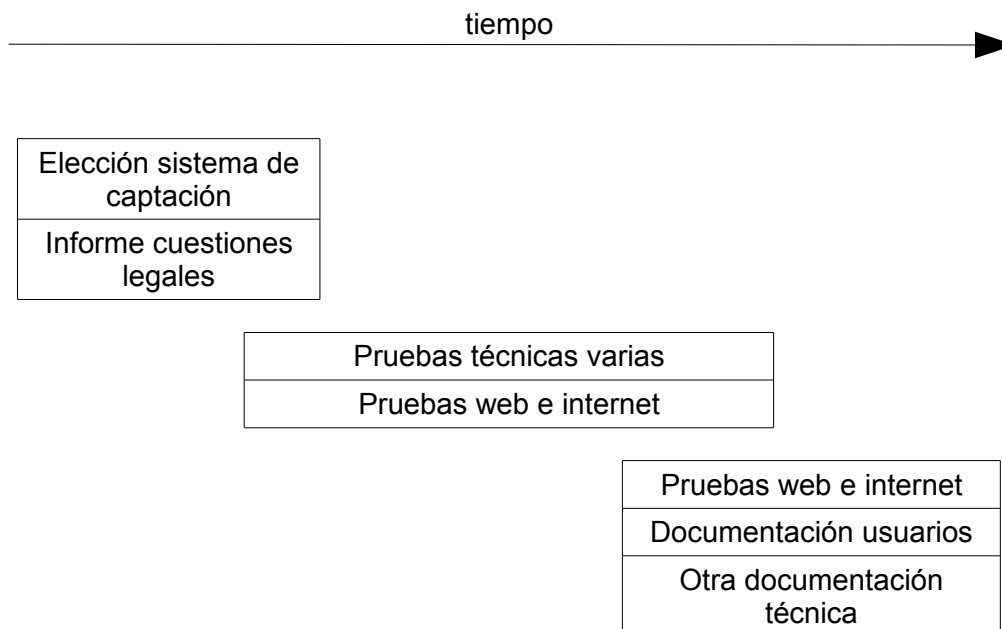 tiempo
Elección sistema de
captación
Informe cuestiones
legales
Pruebas técnicas varias
Pruebas web e internet
Pruebas web e internet
Documentación usuarios
Otra documentación
técnica